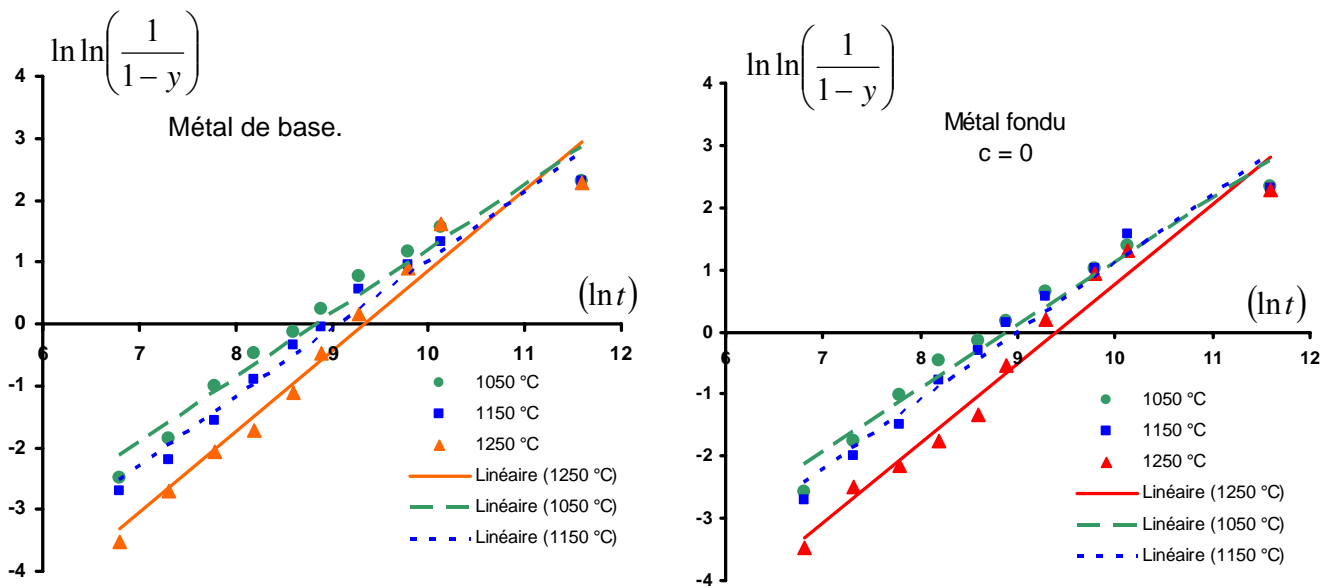 ln ln(1/(1 − y))
Métal de base.
4
3
2
1
0
-1
-2
-3
-4
6 7 8 9 10 11 12
(ln t)
1050 °C
1150 °C
1250 °C
Linéaire (1250 °C)
Linéaire (1050 °C)
Linéaire (1150 °C)
ln ln(1/(1 − y))
Métal fondu
c = 0
4
3
2
1
0
-1
-2
-3
-4
6 7 8 9 10 11 12
(ln t)
1050 °C
1150 °C
1250 °C
Linéaire (1250 °C)
Linéaire (1050 °C)
Linéaire (1150 °C)